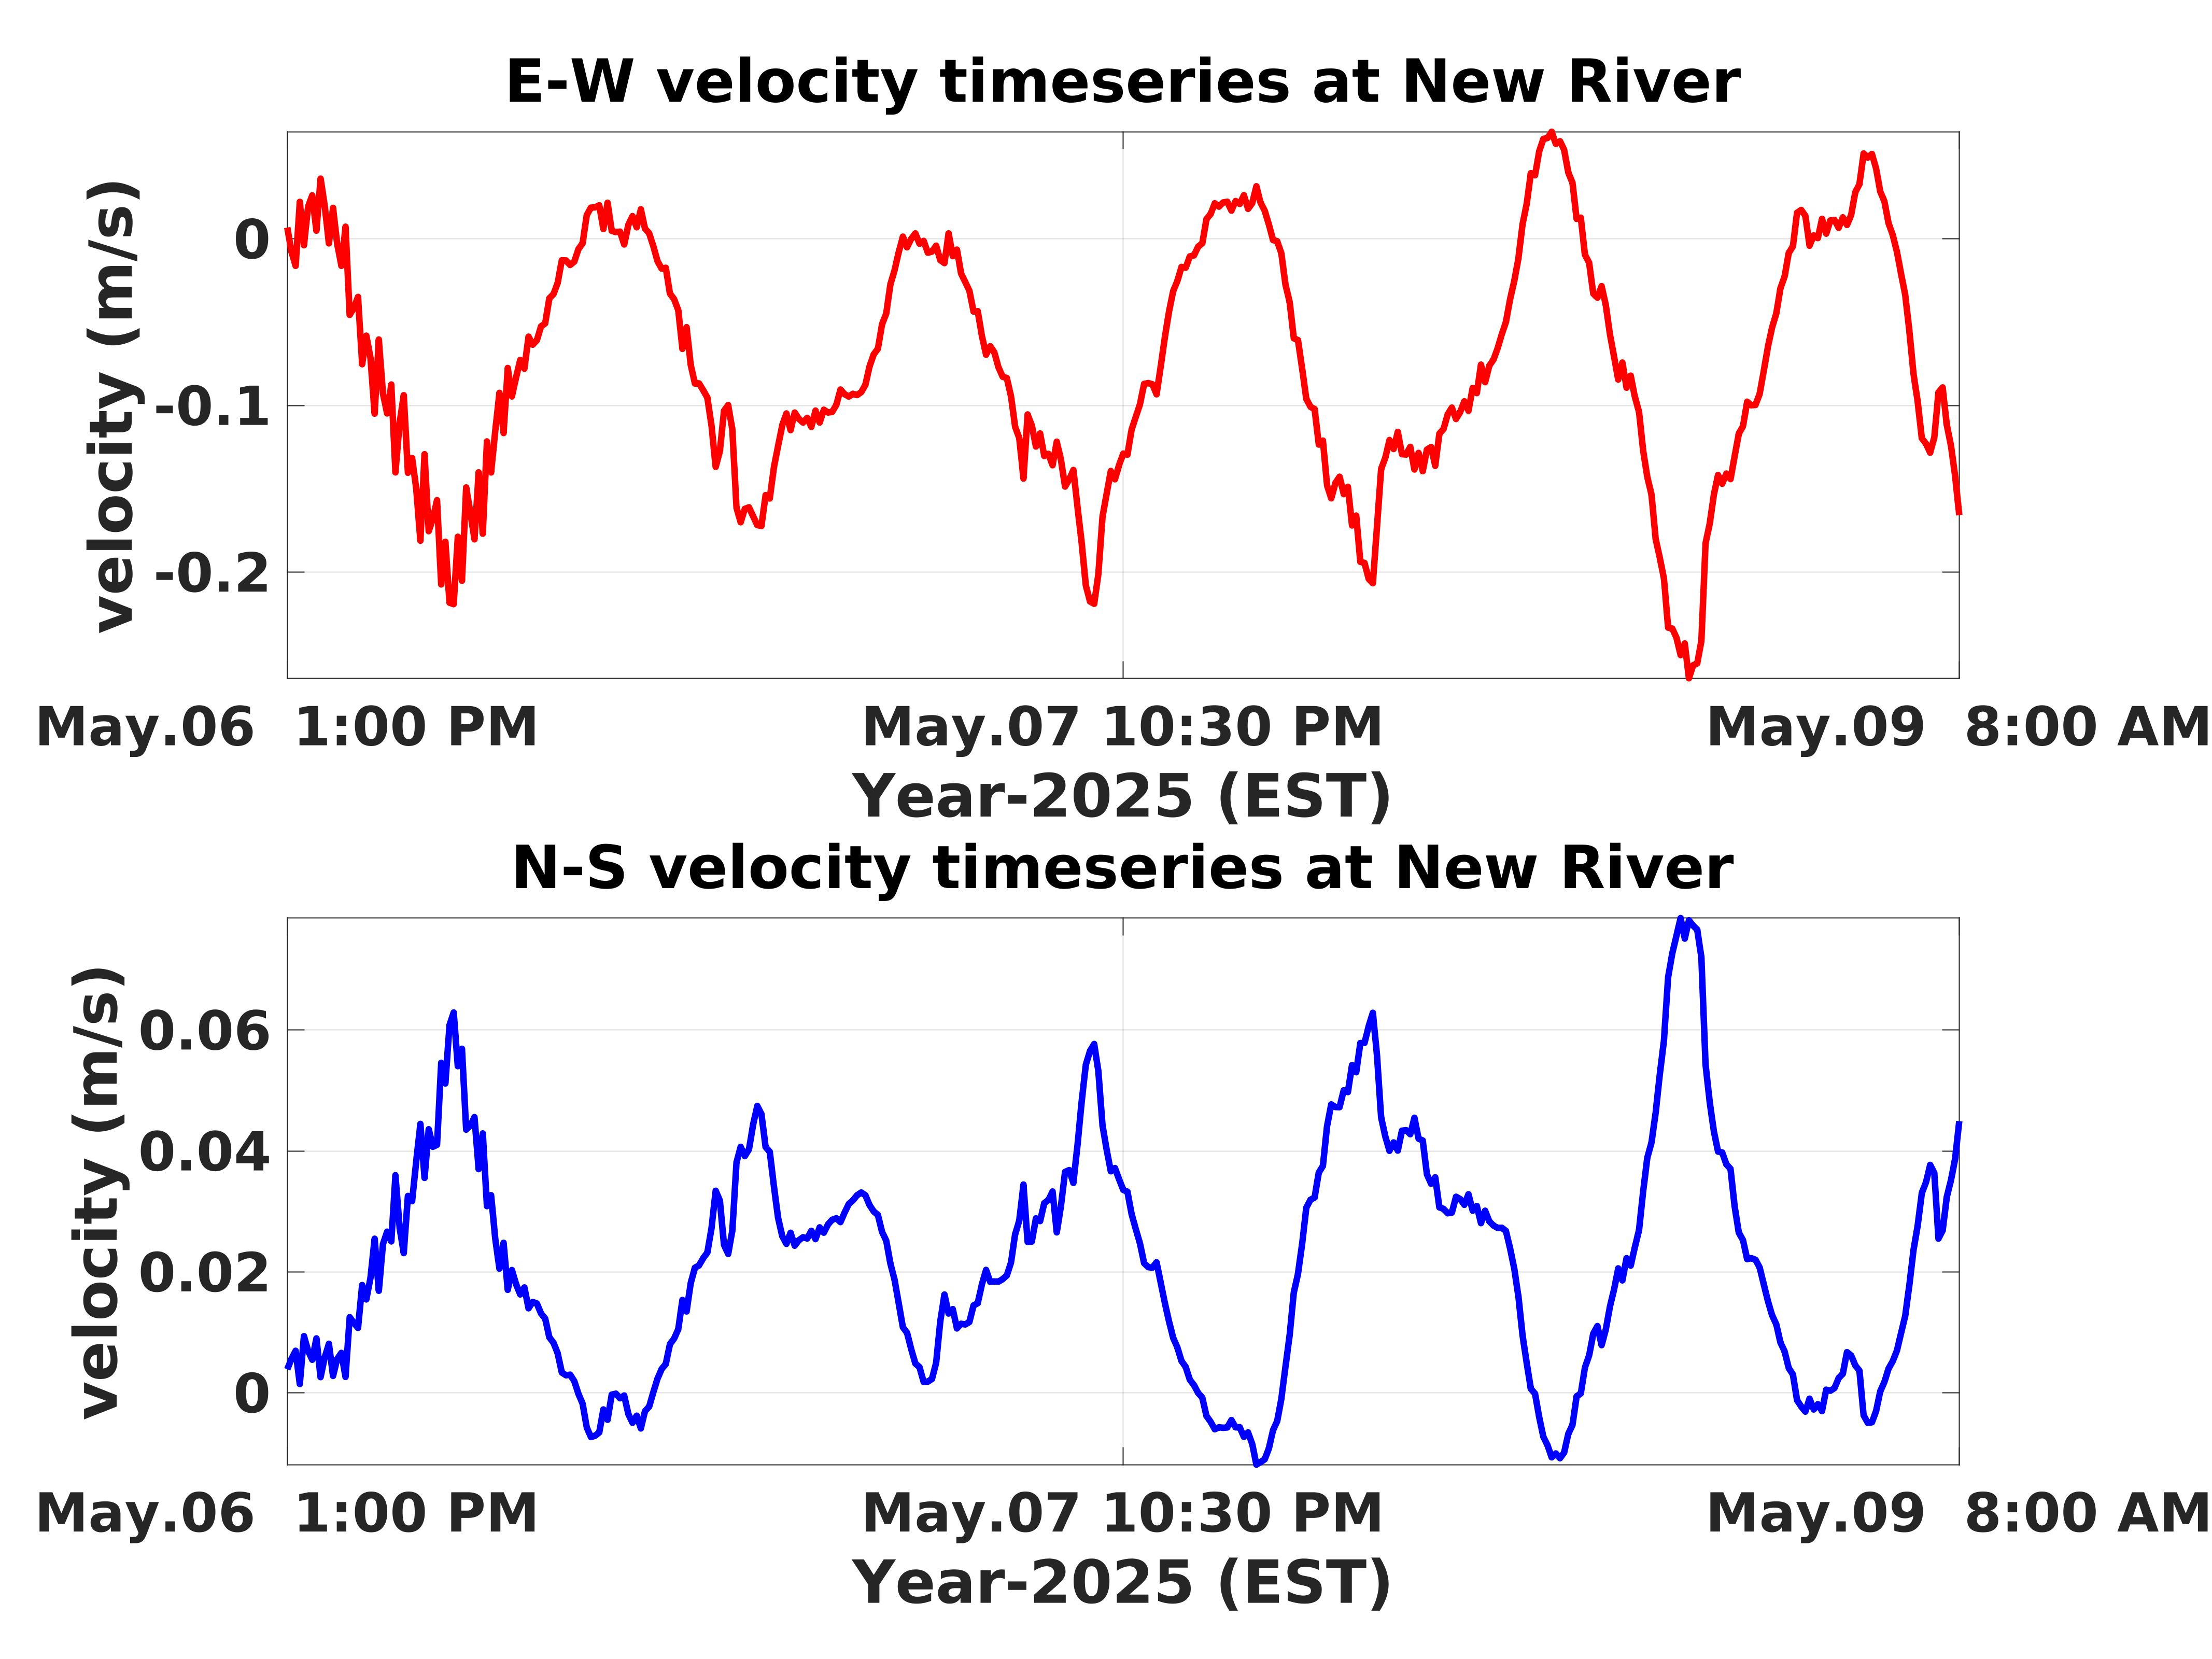 E-W velocity timeseries at New River
velocity (m/s)
0
-0.1
-0.2
May.06  1:00 PM May.07 10:30 PM May.09  8:00 AM
Year-2025 (EST)
N-S velocity timeseries at New River
velocity (m/s)
0.06
0.04
0.02
0
May.06  1:00 PM May.07 10:30 PM May.09  8:00 AM
Year-2025 (EST)